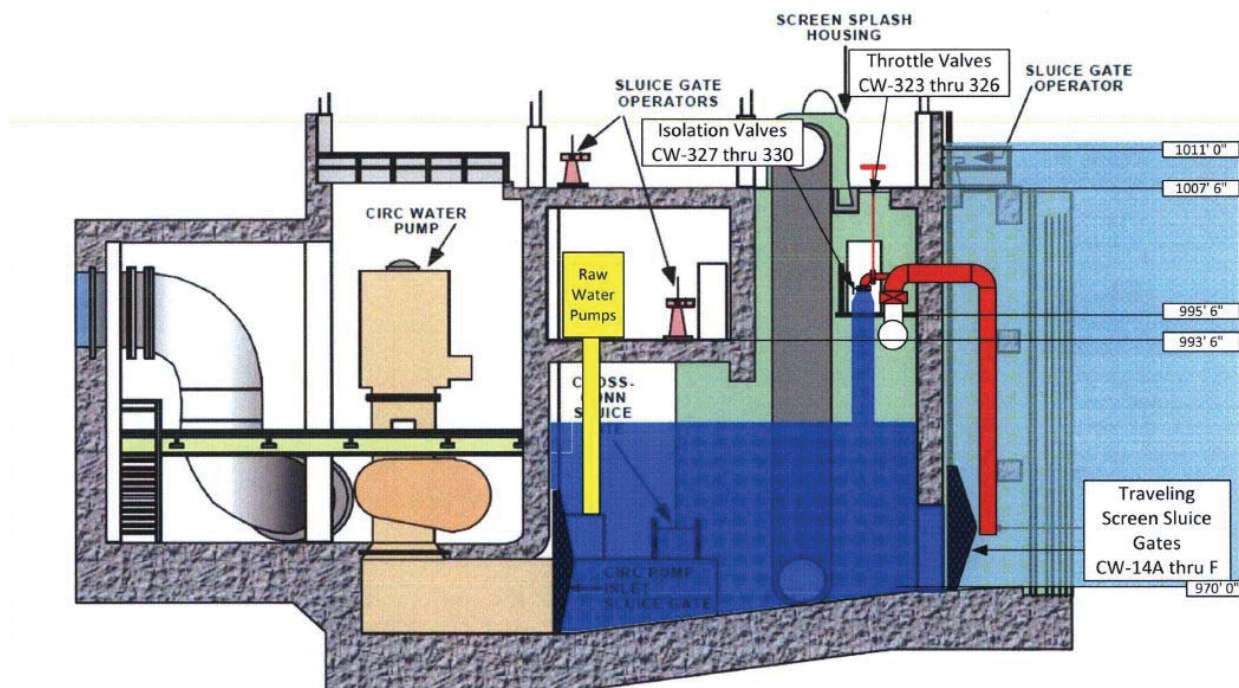 SCREEN SPLASH
HOUSING
Throttle Valves
CW-323 thru 326
SLUICE GATE
OPERATOR
SLUICE GATE
OPERATORS
Isolation Valves
CW-327 thru 330
1011' 0"
1007' 6"
CIRC WATER
PUMP
Raw
Water
Pumps
995' 6"
993' 6"
CROSS-
CONN
SLUICE
Traveling
Screen Sluice
Gates
CW-14A thru F
CIRC PUMP
INLET
SLUICE GATE
970' 0"